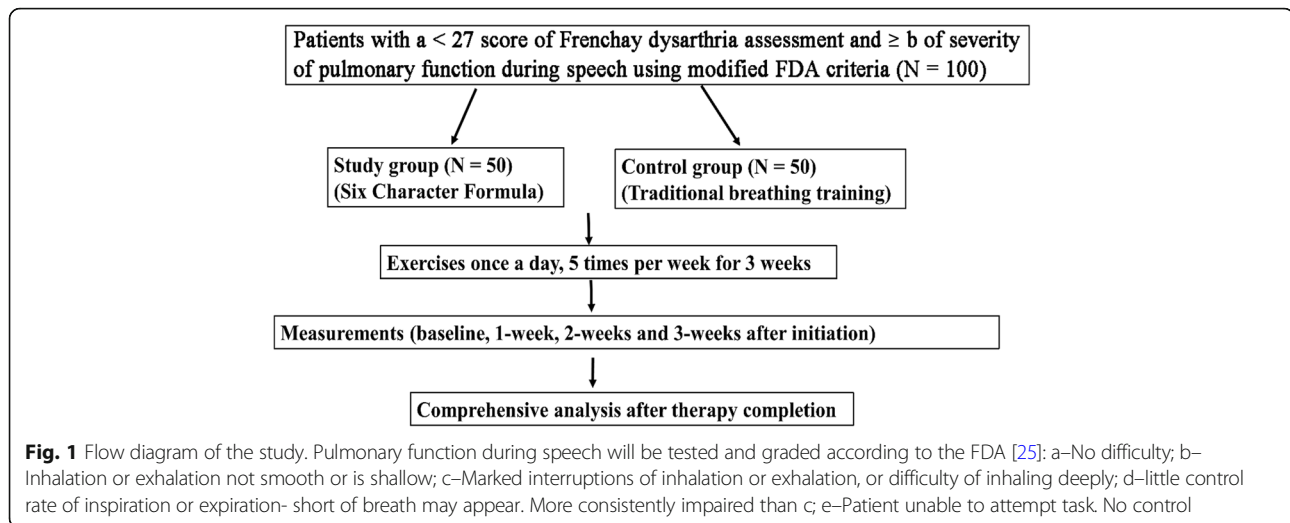 Patients with a < 27 score of Frenchay dysarthria assessment and ≥ b of severity
of pulmonary function during speech using modified FDA criteria (N = 100)
Study group (N = 50)
(Six Character Formula)
Control group (N = 50)
(Traditional breathing training)
Exercises once a day, 5 times per week for 3 weeks
Measurements (baseline, 1-week, 2-weeks and 3-weeks after initiation)
Comprehensive analysis after therapy completion
Fig. 1 Flow diagram of the study. Pulmonary function during speech will be tested and graded according to the FDA [25]: a–No difficulty; b–
Inhalation or exhalation not smooth or is shallow; c–Marked interruptions of inhalation or exhalation, or difficulty of inhaling deeply; d–little control
rate of inspiration or expiration- short of breath may appear. More consistently impaired than c; e–Patient unable to attempt task. No control